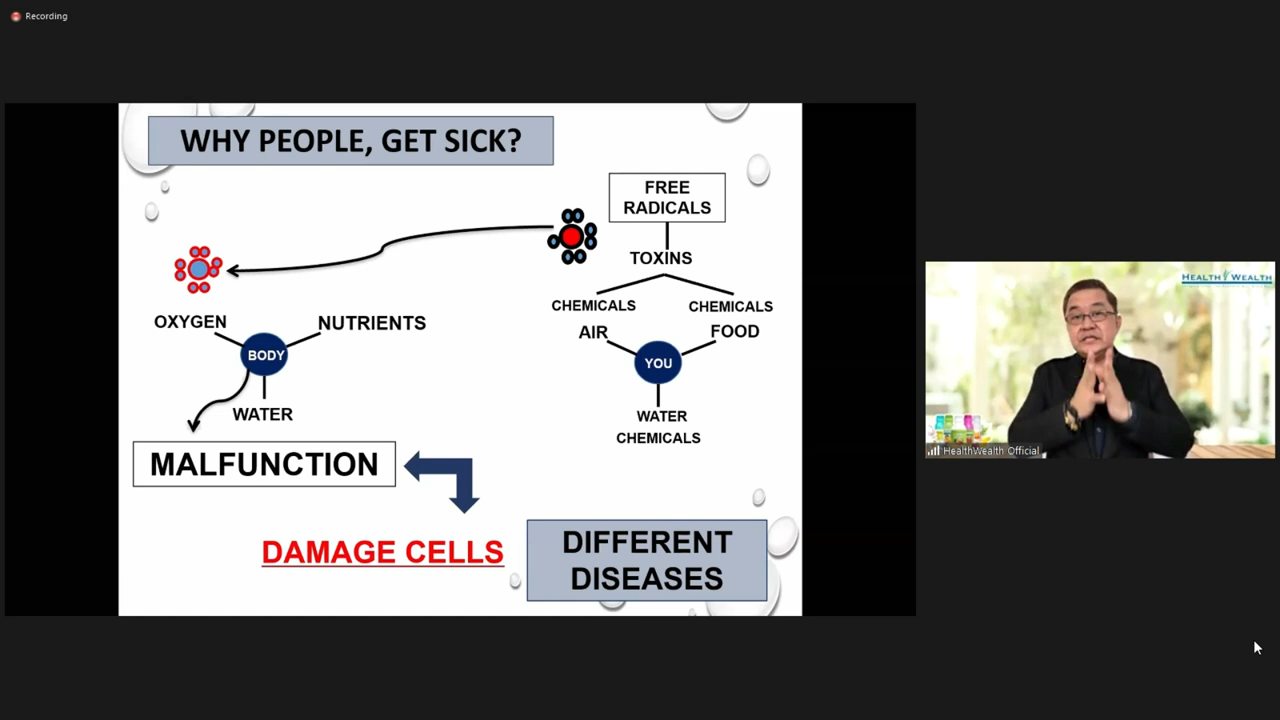 Recording
WHY PEOPLE, GET SICK?
FREE
RADICALS
TOXINS
CHEMICALS
CHEMICALS
AIR
FOOD
YOU
WATER
CHEMICALS
OXYGEN
NUTRIENTS
BODY
WATER
MALFUNCTION
DAMAGE CELLS
DIFFERENT
DISEASES
HEALTH WEALTH
HealthWealth Official